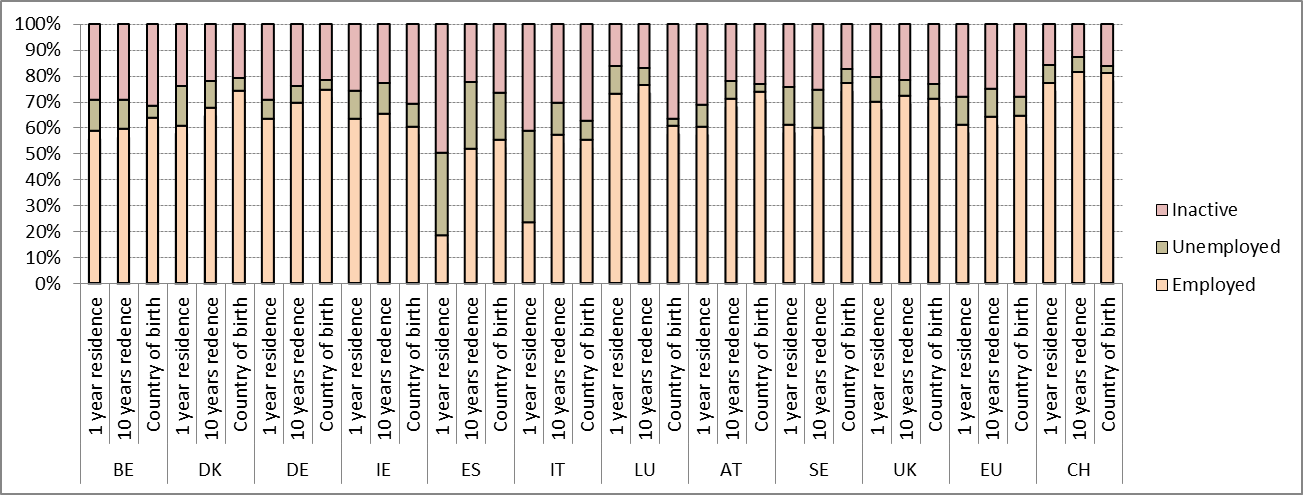 100%
90%
80%
70%
60%
50%
40%
30%
20%
10%
0%
1 year residence
10 years redence
Country of birth
1 year residence
10 years redence
Country of birth
1 year residence
10 years redence
Country of birth
1 year residence
10 years redence
Country of birth
1 year residence
10 years redence
Country of birth
1 year residence
10 years redence
Country of birth
1 year residence
10 years redence
Country of birth
1 year residence
10 years redence
Country of birth
1 year residence
10 years redence
Country of birth
1 year residence
10 years redence
Country of birth
1 year residence
10 years redence
Country of birth
1 year residence
10 years redence
Country of birth
BE DK DE IE ES IT LU AT SE UK EU CH
Inactive
Unemployed
Employed